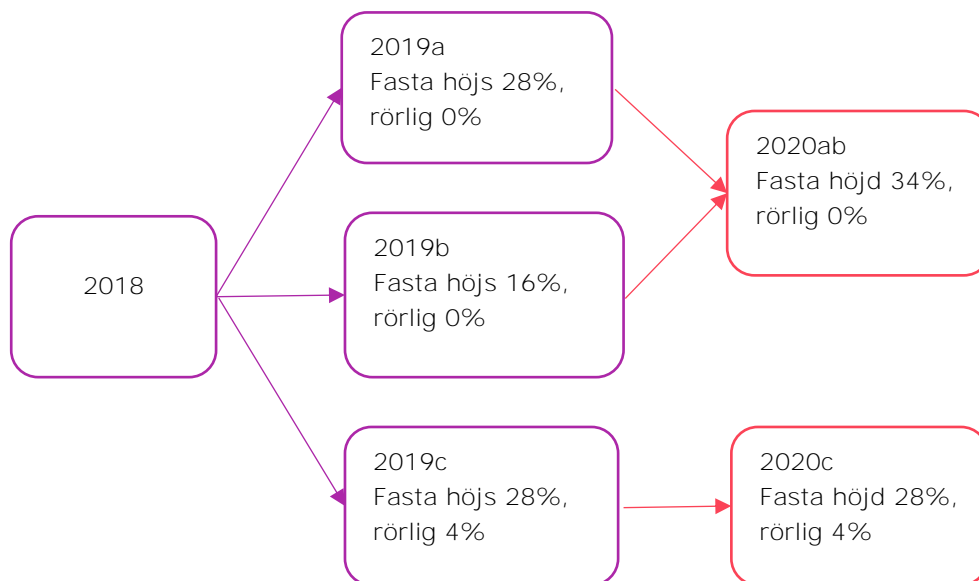 2018
2019a
Fasta höjs 28%,
rörlig 0%
2019b
Fasta höjs 16%,
rörlig 0%
2019c
Fasta höjs 28%,
rörlig 4%
2020ab
Fasta höjd 34%,
rörlig 0%
2020c
Fasta höjd 28%,
rörlig 4%